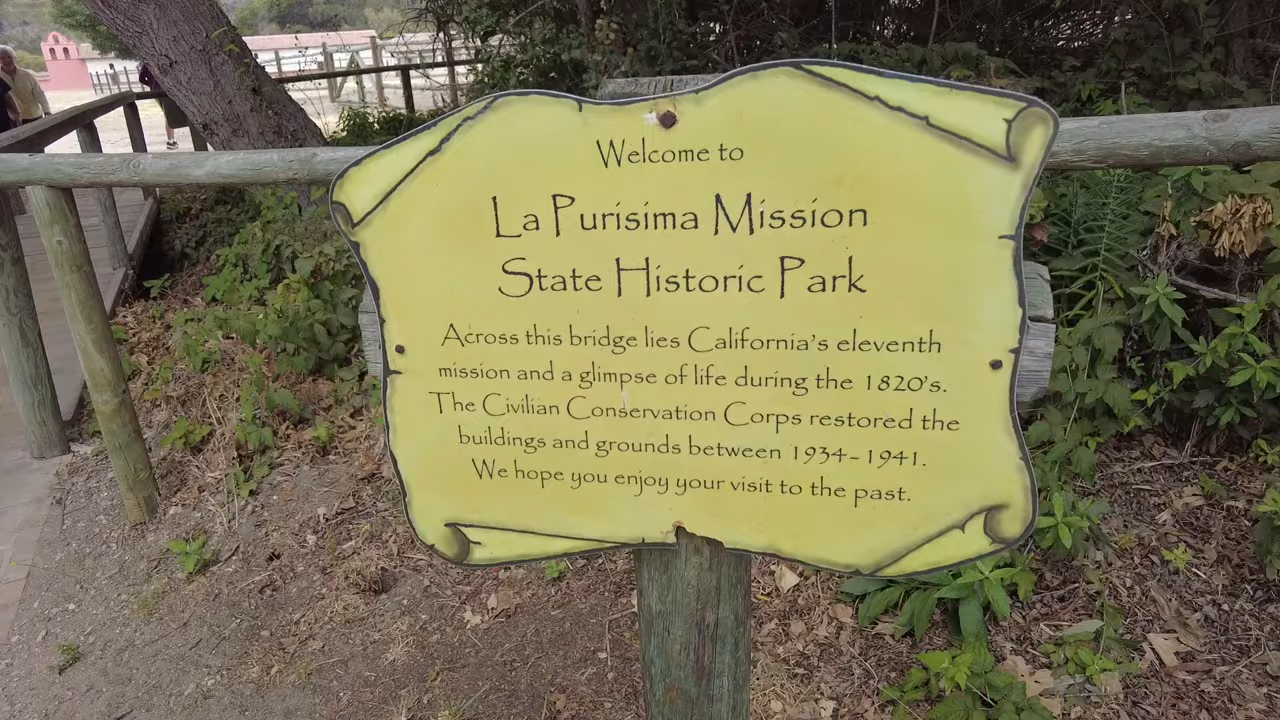 Welcome to
La Purisima Mission
State Historic Park
Across this bridge lies California's eleventh
mission and a glimpse of life during the 1820's.
The Civilian Conservation Corps restored the
buildings and grounds between 1934-1941.
We hope you enjoy your visit to the past.